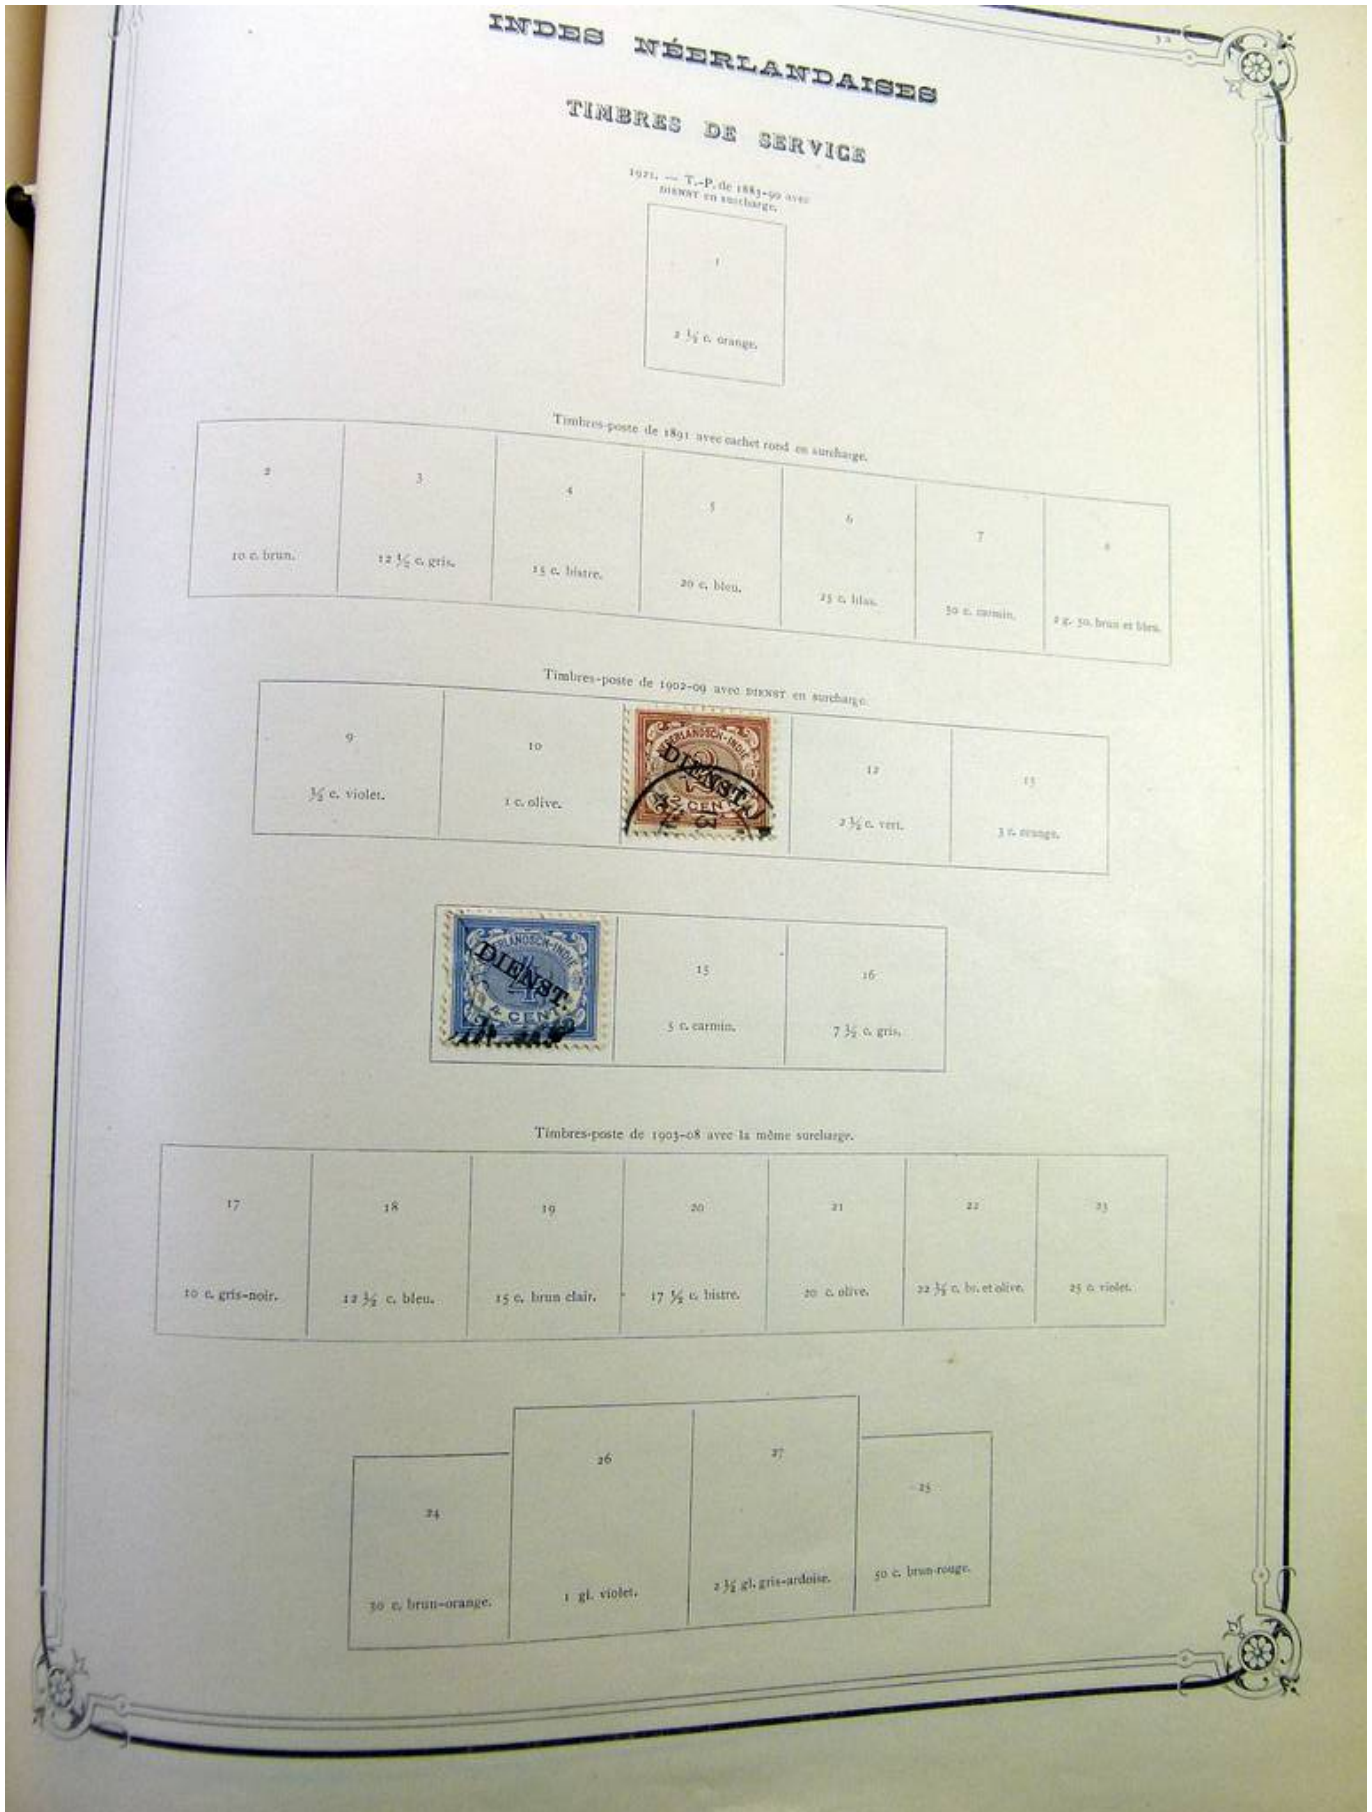 INDES NÉERLANDAISES
TIMBRES DE SERVICE
1921. — T.-P. de 1883-90 avec
DIENST en surcharge.
1
2 ½ c. orange.
Timbres-poste de 1891 avec cachet rond en surcharge.
2 3 4 5 6 7 8
10 c. brun. 12 ½ c. gris. 15 c. bistre. 20 c. bleu. 25 c. lilas. 50 c. carmin. 2 g. 50. brun et bleu.
Timbres-poste de 1902-09 avec DIENST en surcharge.
9 10 12 13
½ c. violet. 1 c. olive. 2 ½ c. vert. 3 c. orange.
NEDERLANDSCH-INDIE
DIENST.
2 CENT
NEDERLANDSCH-INDIE
DIENST.
4 CENT
15 16
5 c. carmin. 7 ½ c. gris.
Timbres-poste de 1903-08 avec la même surcharge.
17 18 19 20 21 22 23
10 c. gris-noir. 12 ½ c. bleu. 15 c. brun clair. 17 ½ c. bistre. 20 c. olive. 22 ½ c. br. et olive. 25 c. violet.
24 26 27 25
30 c. brun-orange. 1 gl. violet. 2 ½ gl. gris-ardoise. 50 c. brun-rouge.